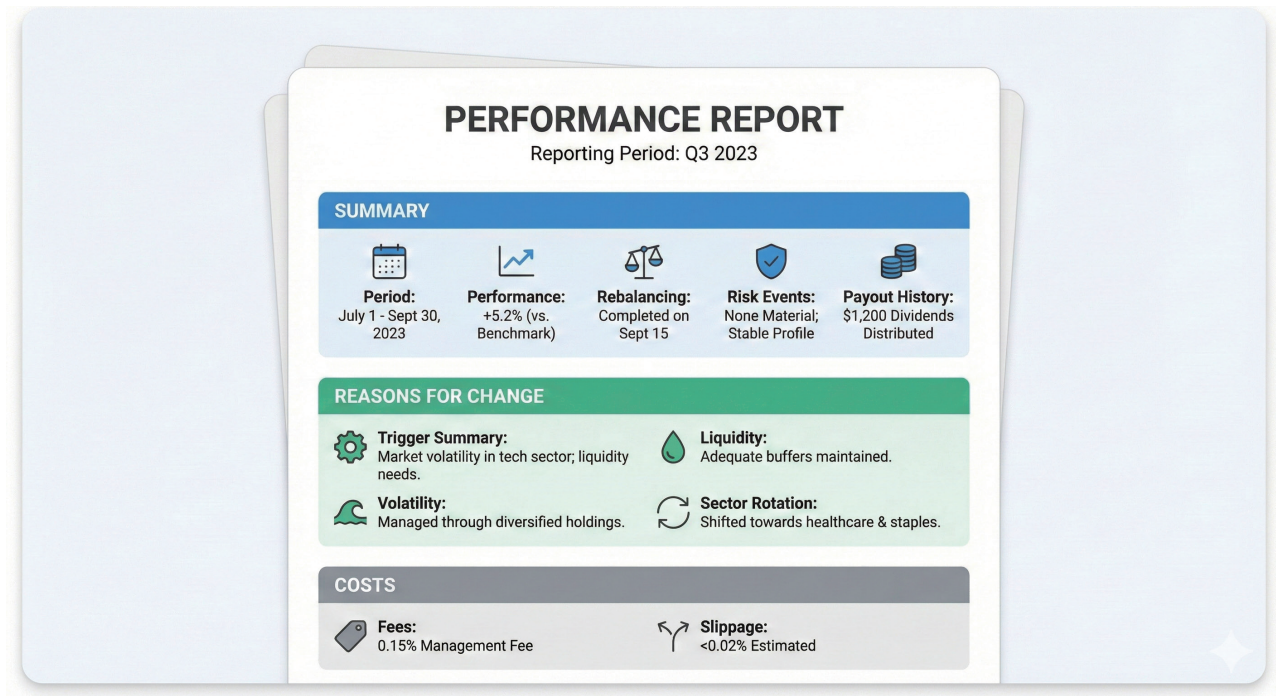 PERFORMANCE REPORT
Reporting Period: Q3 2023
SUMMARY
Period:
July 1 - Sept 30,
2023
Performance:
+5.2% (vs.
Benchmark)
Rebalancing:
Completed on
Sept 15
Risk Events:
None Material;
Stable Profile
Payout History:
$1,200 Dividends
Distributed
REASONS FOR CHANGE
Trigger Summary:
Market volatility in tech sector; liquidity
needs.
Liquidity:
Adequate buffers maintained.
Volatility:
Managed through diversified holdings.
Sector Rotation:
Shifted towards healthcare & staples.
COSTS
Fees:
0.15% Management Fee
Slippage:
<0.02% Estimated